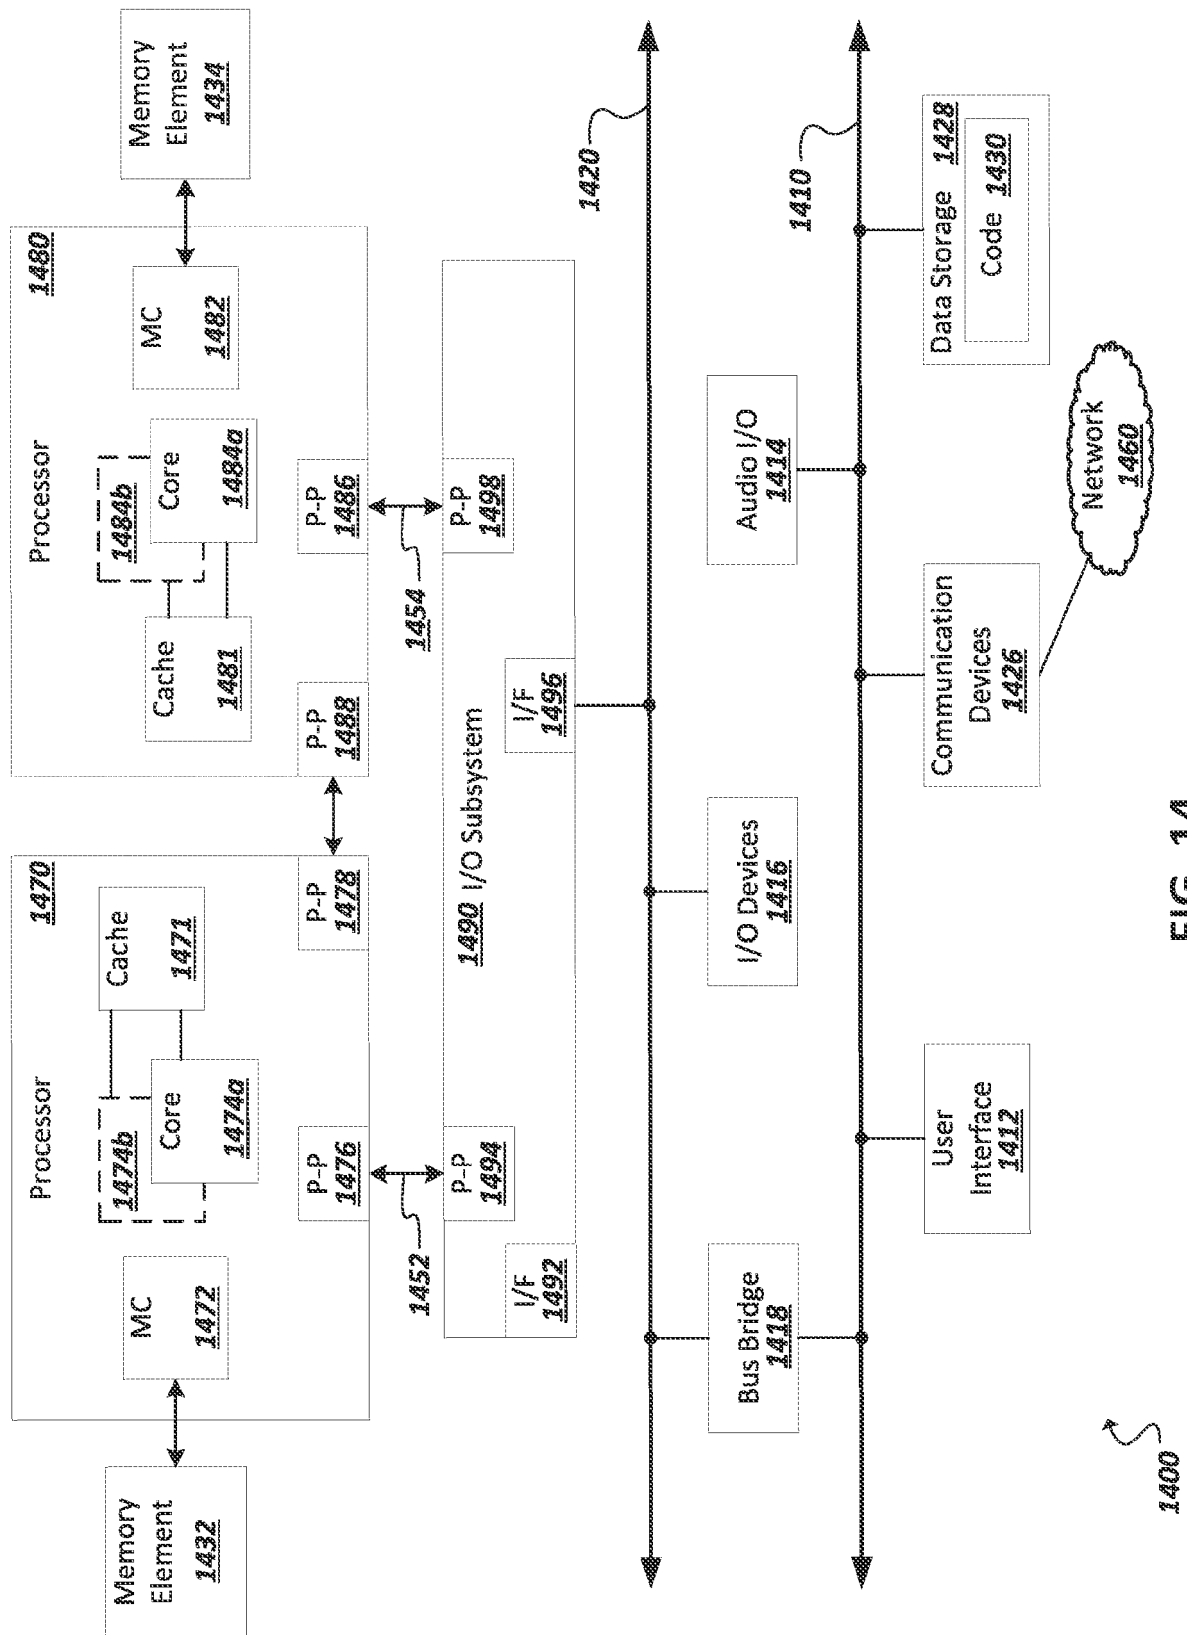 Memory
Element
1432
Processor
1470
MC
1472
1474b
Core
1474a
Cache
1471
P-P
1476
P-P
1478
Processor
1480
Cache
1481
1484b
Core
1484a
MC
1482
P-P
1488
P-P
1486
Memory
Element
1434
1452
1454
I/F
1492
P-P
1494
1490 I/O Subsystem
I/F
1496
P-P
1498
1420
Bus Bridge
1418
I/O Devices
1416
Audio I/O
1414
1410
User
Interface
1412
Communication
Devices
1426
Data Storage
1428
Code
1430
Network
1460
1400
FIG. 14